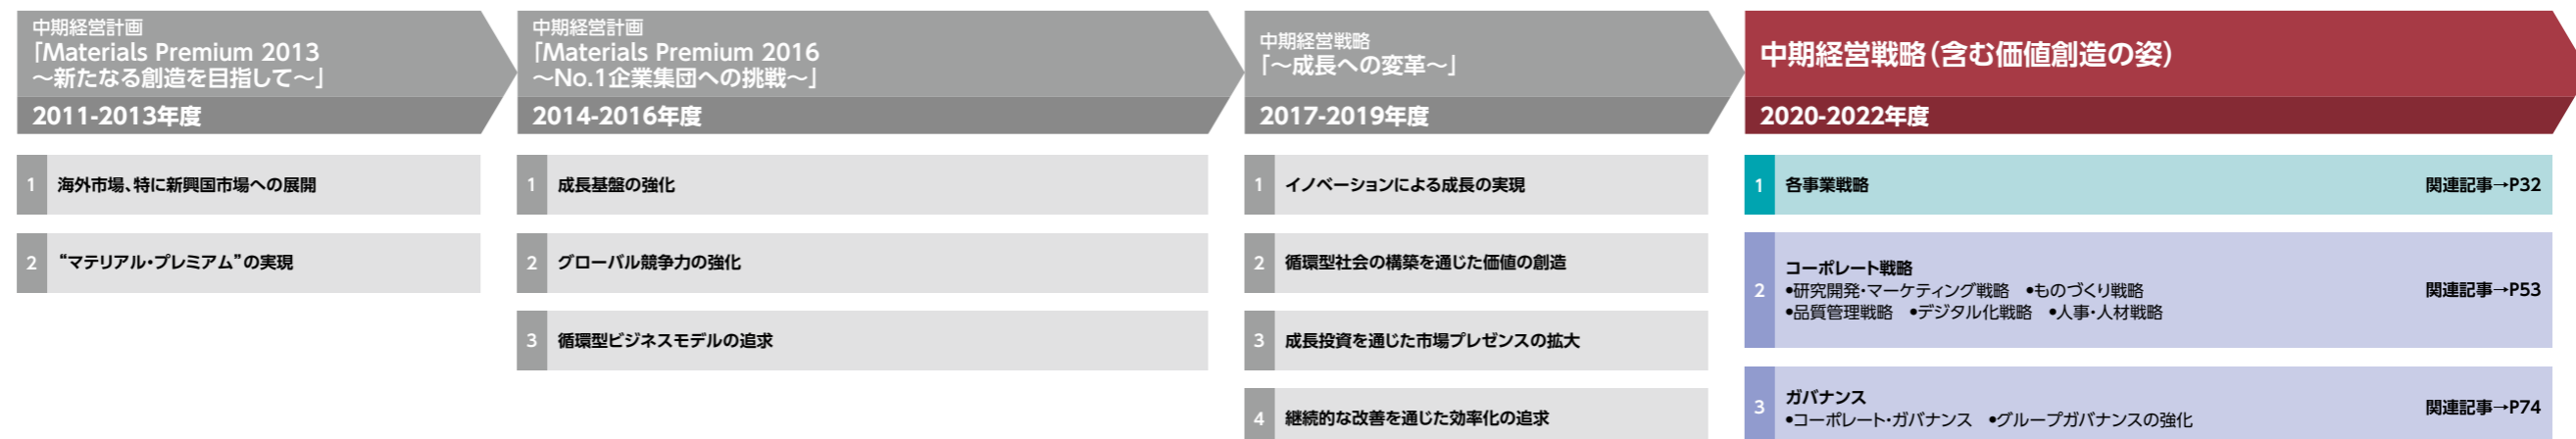 中期経営計画
「Materials Premium 2013
～新たなる創造を目指して～」
2011-2013年度
1 海外市場、特に新興国市場への展開
2 “マテリアル・プレミアム”の実現
中期経営計画
「Materials Premium 2016
～No.1企業集団への挑戦～」
2014-2016年度
1 成長基盤の強化
2 グローバル競争力の強化
3 循環型ビジネスモデルの追求
中期経営戦略
「～成長への変革～」
2017-2019年度
1 イノベーションによる成長の実現
2 循環型社会の構築を通じた価値の創造
3 成長投資を通じた市場プレゼンスの拡大
4 継続的な改善を通じた効率化の追求
中期経営戦略（含む価値創造の姿）
2020-2022年度
1 各事業戦略 関連記事→P32
2 コーポレート戦略
●研究開発・マーケティング戦略 ●ものづくり戦略 関連記事→P53
●品質管理戦略 ●デジタル化戦略 ●人事・人材戦略
3 ガバナンス 関連記事→P74
●コーポレート・ガバナンス ●グループガバナンスの強化